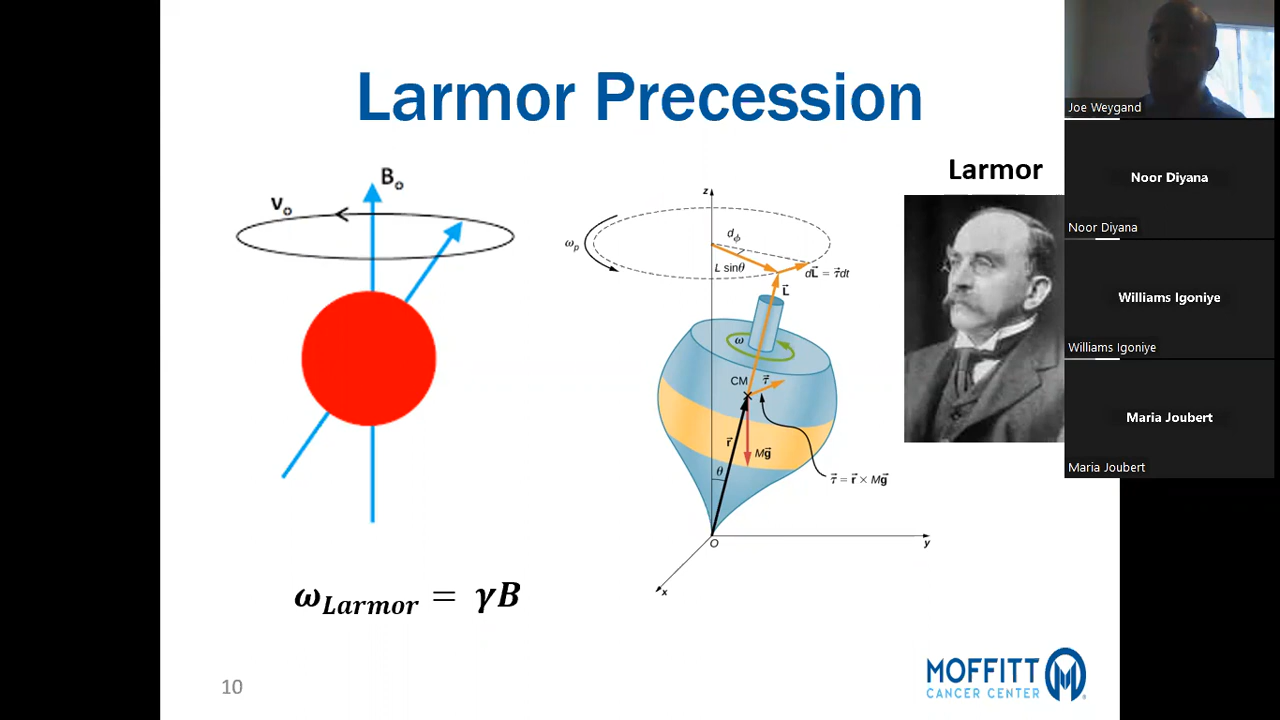 Larmor Precession
B₀
v₀
z
ω_p
d_ϕ
L sinθ
dL⃗ = τ⃗dt
L⃗
ω
CM
τ⃗
r⃗
Mg⃗
θ
τ⃗ = r⃗ × Mg⃗
O
y
x
ω_Larmor = γB
Larmor
10
MOFFITT
CANCER CENTER
®
Joe Weygand
Noor Diyana
Noor Diyana
Williams Igoniye
Williams Igoniye
Maria Joubert
Maria Joubert